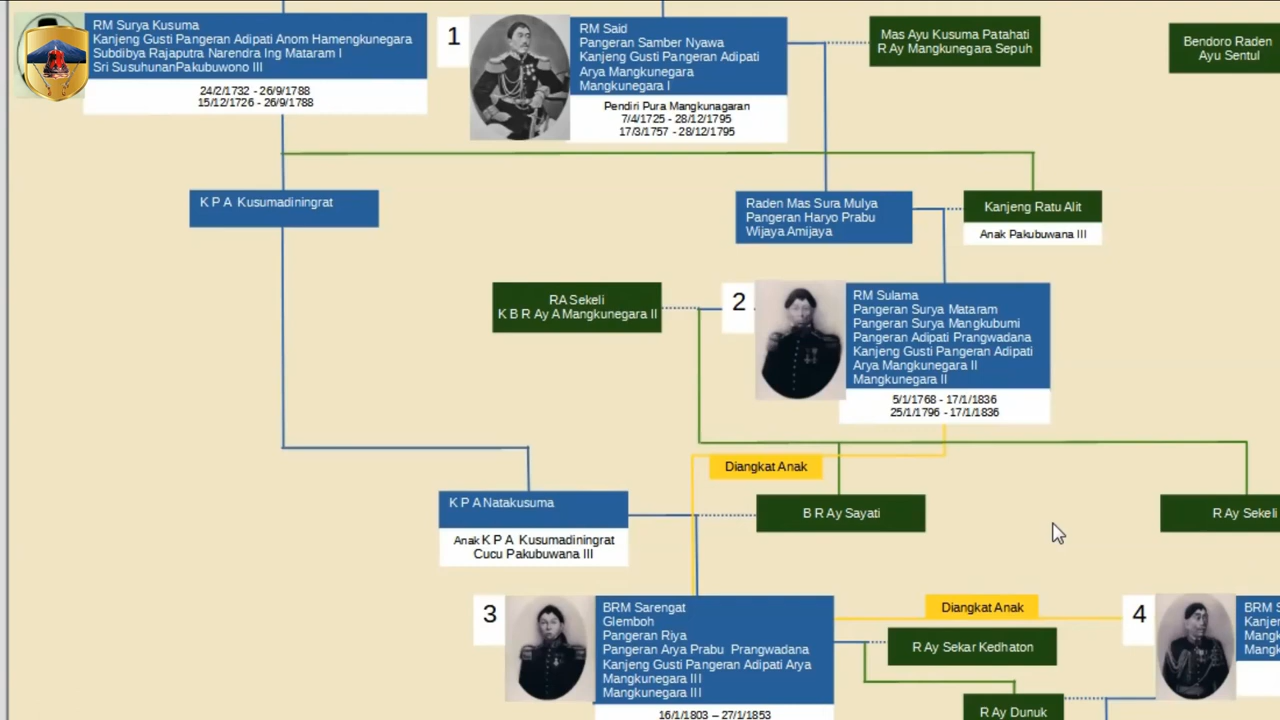 RM Surya Kusuma
Kanjeng Gusti Pangeran Adipati Anom Hamengkunegara
Subdibya Rajaputra Narendra Ing Mataram I
Sri SusuhunanPakubuwono III
24/2/1732 - 26/9/1788
15/12/1726 - 26/9/1788
1
RM Said
Pangeran Samber Nyawa
Kanjeng Gusti Pangeran Adipati
Arya Mangkunegara
Mangkunegara I
Pendiri Pura Mangkunagaran
7/4/1725 - 28/12/1795
17/3/1757 - 28/12/1795
Mas Ayu Kusuma Patahati
R Ay Mangkunegara Sepuh
Bendoro Raden
Ayu Sentul
K P A Kusumadiningrat
Raden Mas Sura Mulya
Pangeran Haryo Prabu
Wijaya Amijaya
Kanjeng Ratu Alit
Anak Pakubuwana III
RA Sekeli
K B R Ay A Mangkunegara II
2
RM Sulama
Pangeran Surya Mataram
Pangeran Surya Mangkubumi
Pangeran Adipati Prangwadana
Kanjeng Gusti Pangeran Adipati
Arya Mangkunegara II
Mangkunegara II
5/1/1768 - 17/1/1836
25/1/1796 - 17/1/1836
Diangkat Anak
K P A Natakusuma
Anak K P A Kusumadiningrat
Cucu Pakubuwana III
B R Ay Sayati
R Ay Sekeli
3
BRM Sarengat
Glemboh
Pangeran Riya
Pangeran Arya Prabu Prangwadana
Kanjeng Gusti Pangeran Adipati Arya
Mangkunegara III
Mangkunegara III
16/1/1803 – 27/1/1853
Diangkat Anak
R Ay Sekar Kedhaton
R Ay Dunuk
4
BRM S
Kanjer
Mangk
Mangk